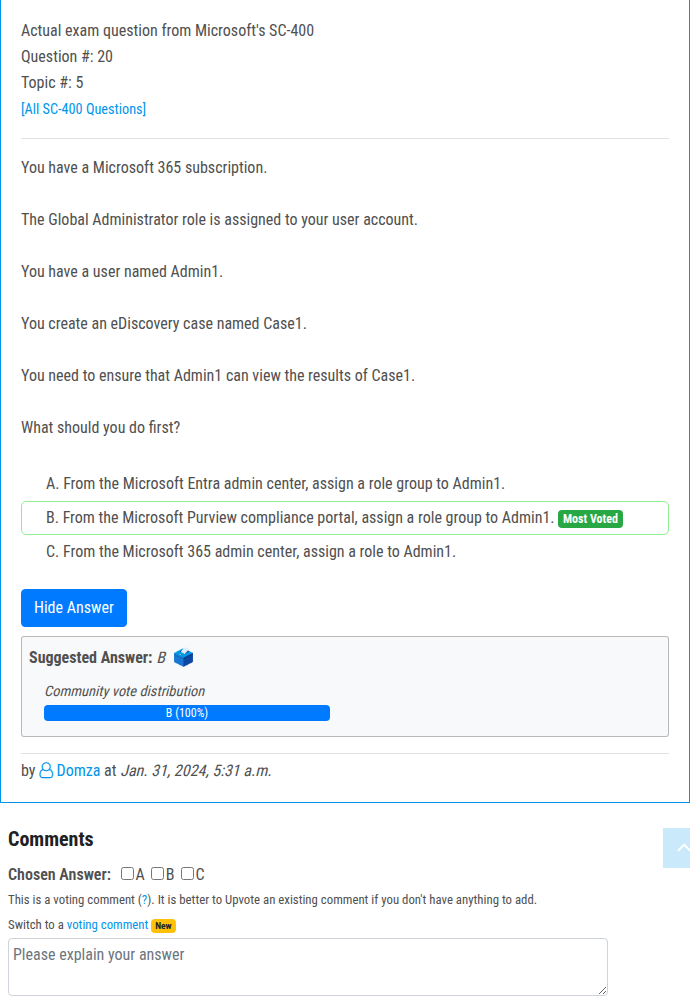 Actual exam question from Microsoft's SC-400
Question #: 20
Topic #: 5
[All SC-400 Questions]
You have a Microsoft 365 subscription.
The Global Administrator role is assigned to your user account.
You have a user named Admin1.
You create an eDiscovery case named Case1.
You need to ensure that Admin1 can view the results of Case1.
What should you do first?
A. From the Microsoft Entra admin center, assign a role group to Admin1.
B. From the Microsoft Purview compliance portal, assign a role group to Admin1. Most Voted
C. From the Microsoft 365 admin center, assign a role to Admin1.
Hide Answer
Suggested Answer: B
Community vote distribution
B (100%)
by Domza at Jan. 31, 2024, 5:31 a.m.
Comments
Chosen Answer: A B C
This is a voting comment (?). It is better to Upvote an existing comment if you don't have anything to add.
Switch to a voting comment New
Please explain your answer